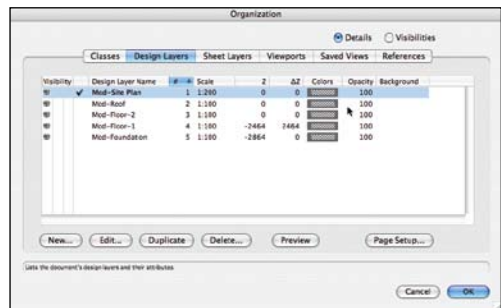 Organization
Details Visibilities
Classes Design Layers Sheet Layers Viewports Saved Views References
Visibility Design Layer Name # Scale Z ΔZ Colors Opacity Background
Mod-Site Plan 1 1:200 0 0 100
Mod-Roof 2 1:100 0 0 100
Mod-Floor-2 3 1:100 0 0 100
Mod-Floor-1 4 1:100 -2464 2464 100
Mod-Foundation 5 1:100 -2864 0 100
New... Edit... Duplicate Delete... Preview Page Setup...
Lists the document's design layers and their attributes
Cancel OK